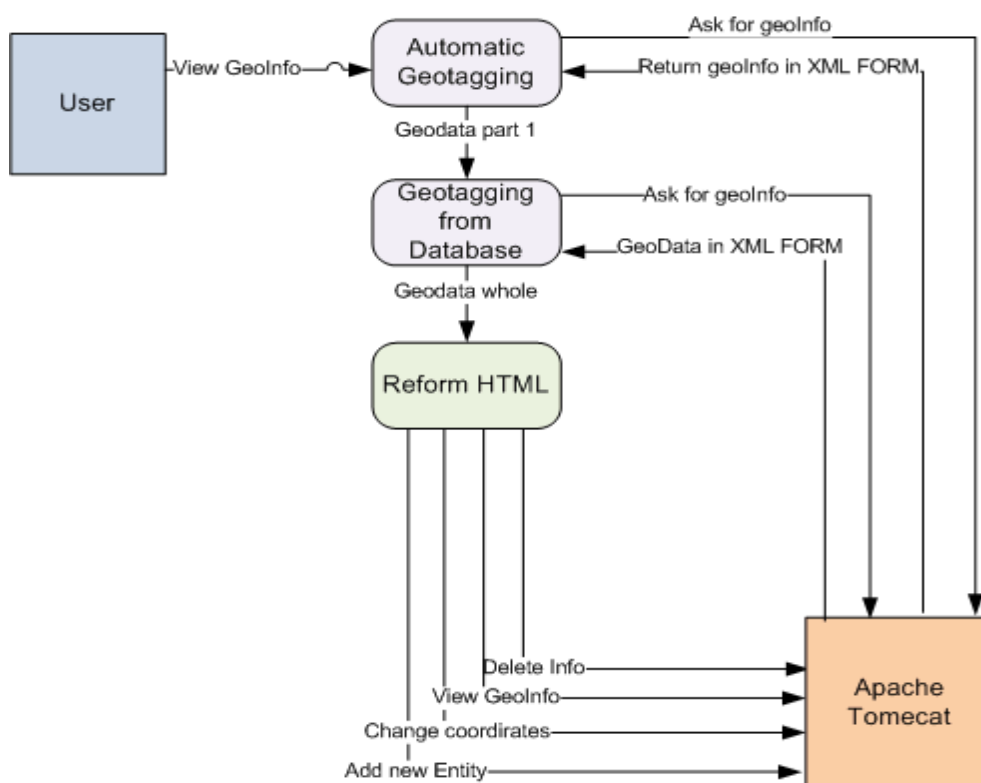 User
View GeoInfo
Automatic
Geotagging
Ask for geoInfo
Return geoInfo in XML FORM
Geodata part 1
Geotagging
from
Database
Ask for geoInfo
GeoData in XML FORM
Geodata whole
Reform HTML
Delete Info
View GeoInfo
Change coordinates
Add new Entity
Apache
Tomecat